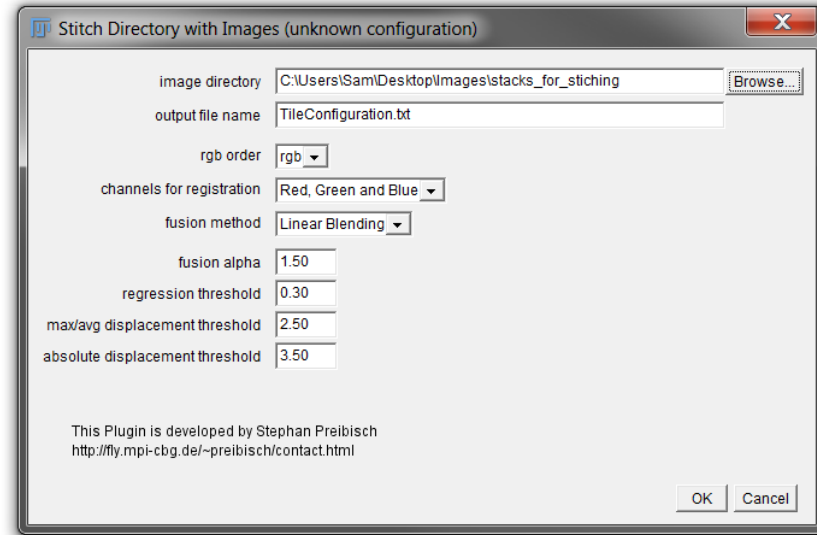 Stitch Directory with Images (unknown configuration)
image directory C:\Users\Sam\Desktop\Images\stacks_for_stiching Browse...
output file name TileConfiguration.txt
rgb order rgb
channels for registration Red, Green and Blue
fusion method Linear Blending
fusion alpha 1.50
regression threshold 0.30
max/avg displacement threshold 2.50
absolute displacement threshold 3.50
This Plugin is developed by Stephan Preibisch
http://fly.mpi-cbg.de/~preibisch/contact.html
OK Cancel